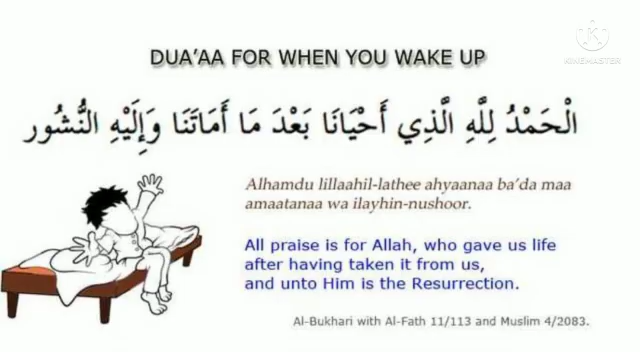 DUA'AA FOR WHEN YOU WAKE UP
KINEMASTER
الْحَمْدُ لِلَّهِ الَّذِي أَحْيَانَا بَعْدَ مَا أَمَاتَنَا وَإِلَيْهِ النُّشُور
Alhamdu lillaahil-lathee ahyaanaa ba'da maa
amaatanaa wa ilayhin-nushoor.
All praise is for Allah, who gave us life
after having taken it from us,
and unto Him is the Resurrection.
Al-Bukhari with Al-Fath 11/113 and Muslim 4/2083.